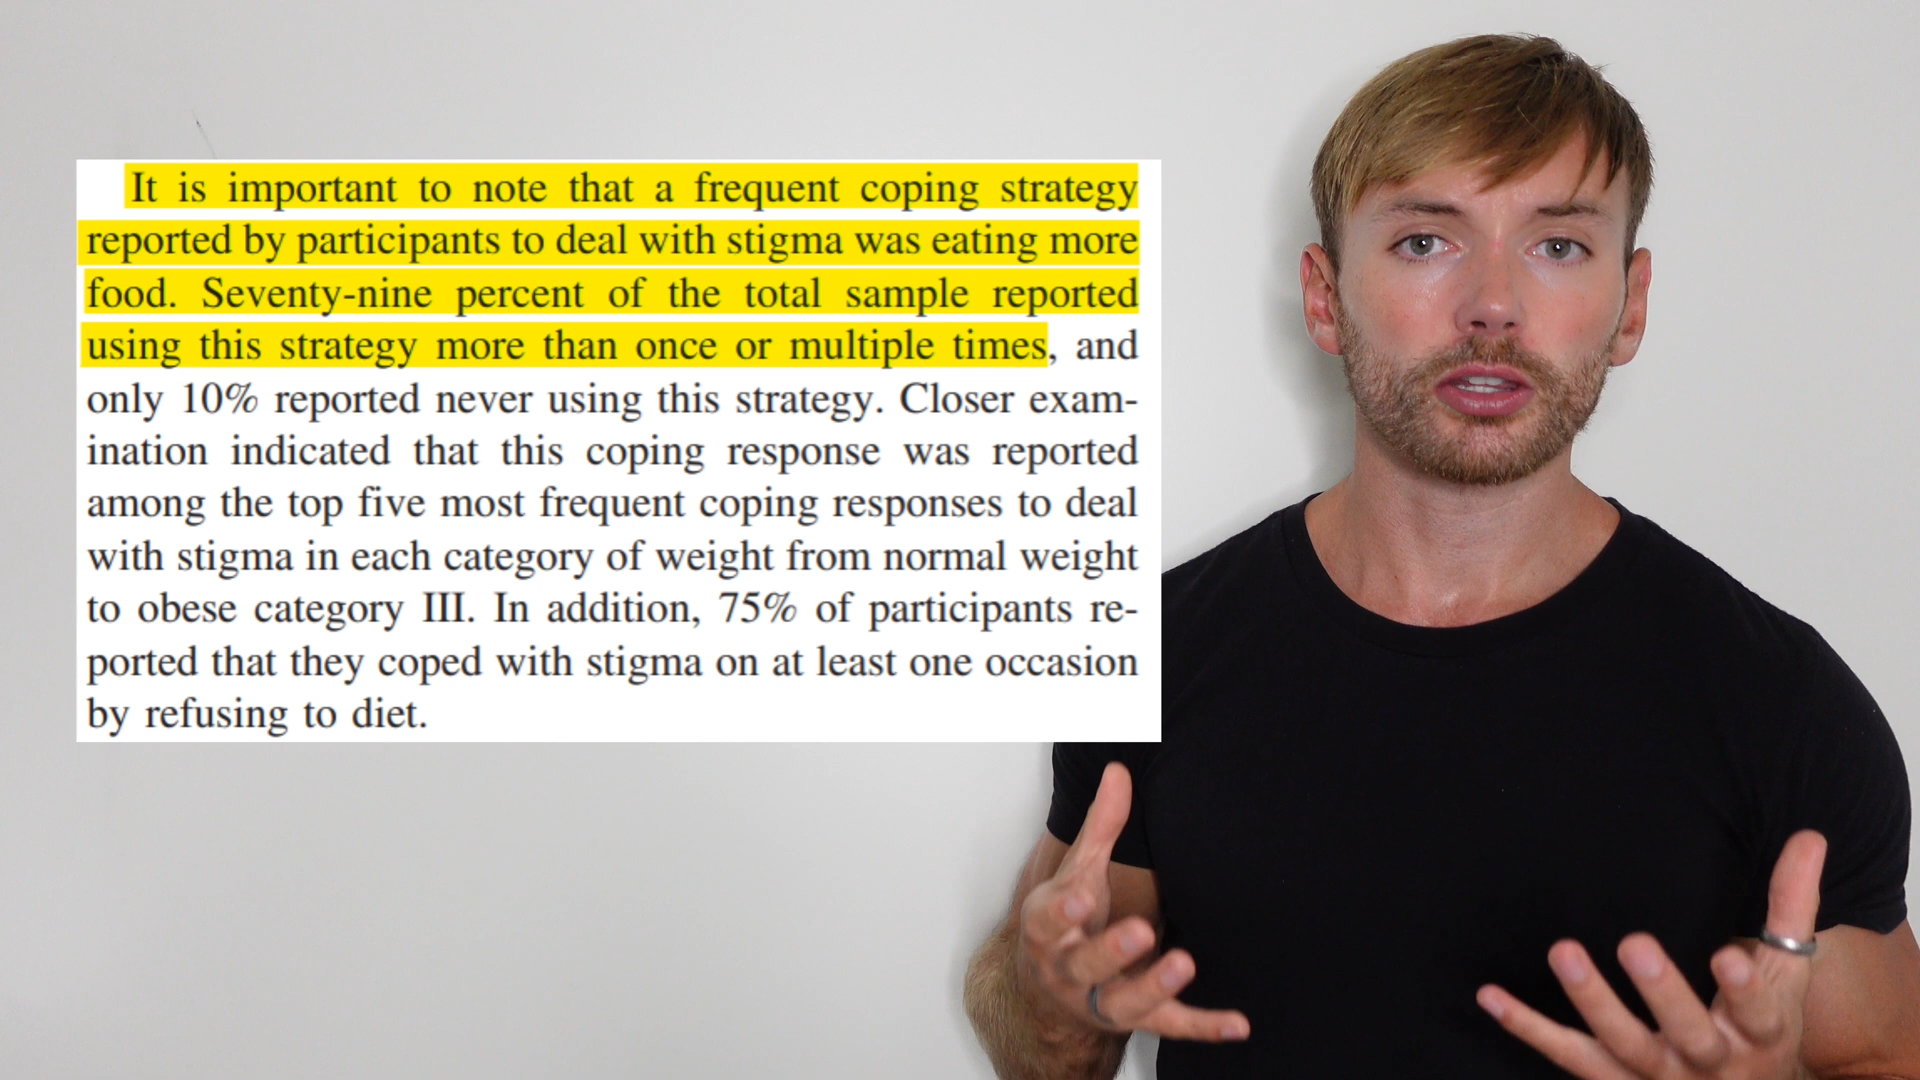 It is important to note that a frequent coping strategy
reported by participants to deal with stigma was eating more
food. Seventy-nine percent of the total sample reported
using this strategy more than once or multiple times, and
only 10% reported never using this strategy. Closer exam-
ination indicated that this coping response was reported
among the top five most frequent coping responses to deal
with stigma in each category of weight from normal weight
to obese category III. In addition, 75% of participants re-
ported that they coped with stigma on at least one occasion
by refusing to diet.